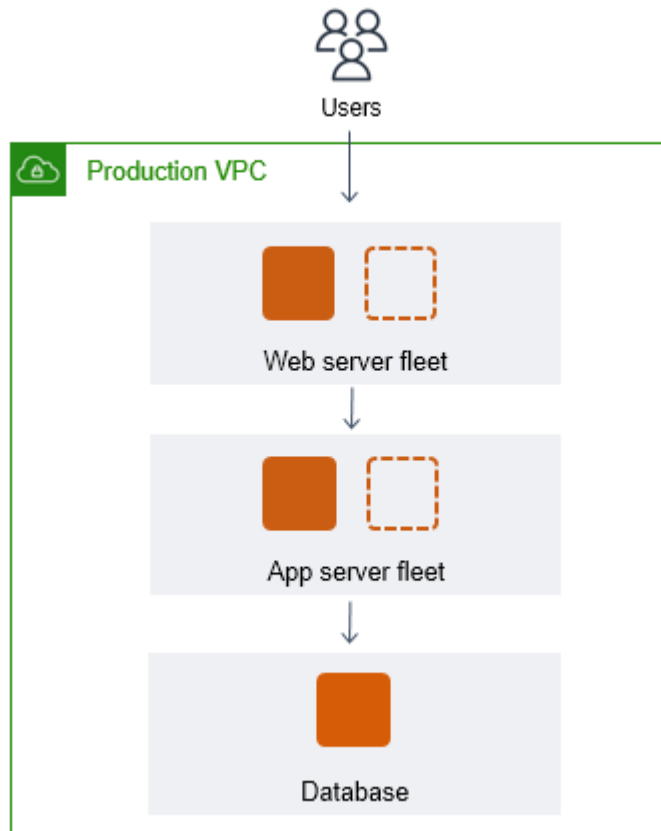 Users
Production VPC
Web server fleet
App server fleet
Database